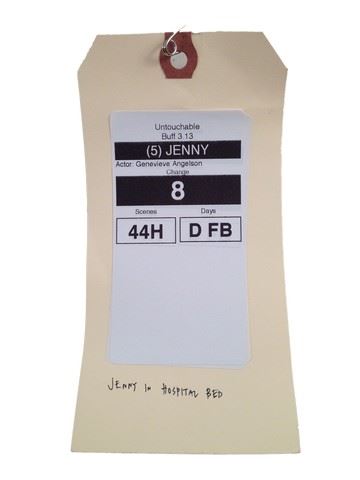 Untouchable
Buff 3.13
(5) JENNY
Actor: Genevieve Angelson
Change
8
Scenes Days
44H D FB
JENNY IN HOSPITAL BED